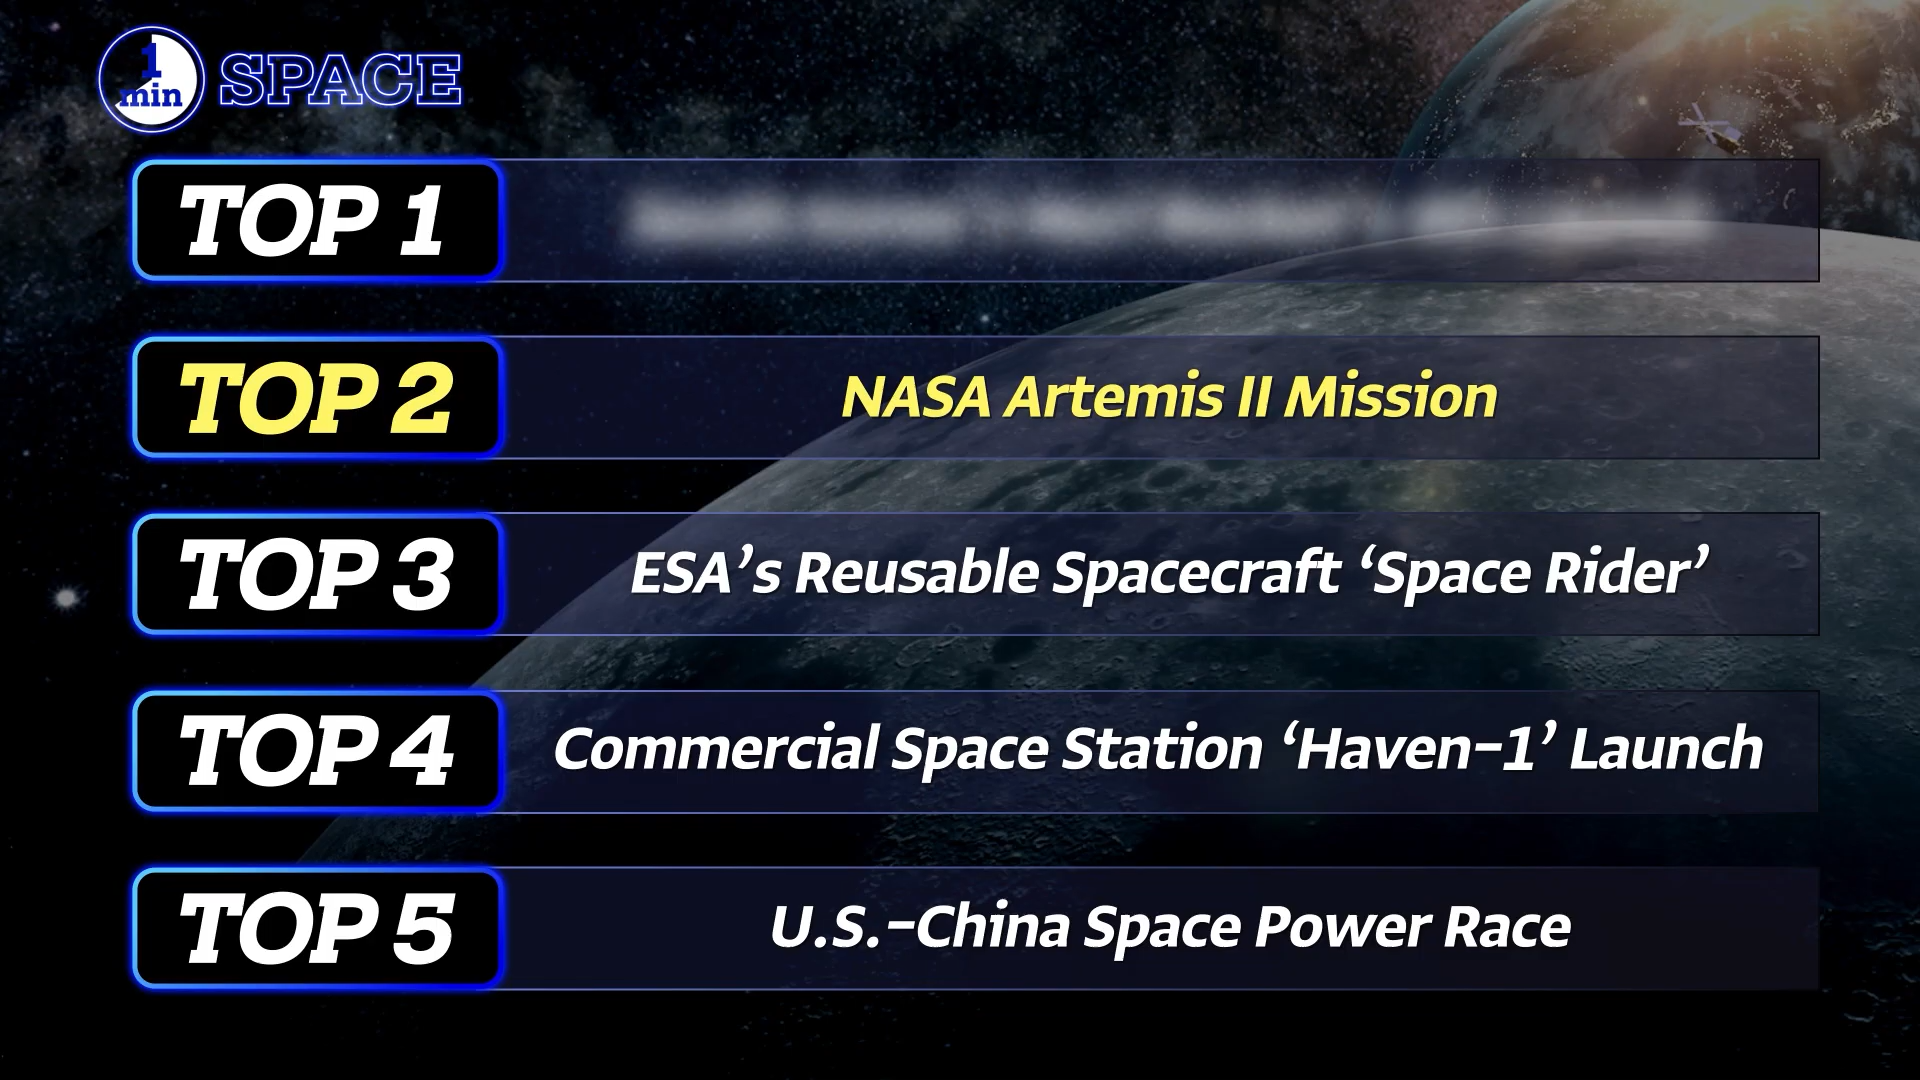 1
min
SPACE
TOP 1
TOP 2
NASA Artemis II Mission
TOP 3
ESA’s Reusable Spacecraft ‘Space Rider’
TOP 4
Commercial Space Station ‘Haven-1’ Launch
TOP 5
U.S.-China Space Power Race